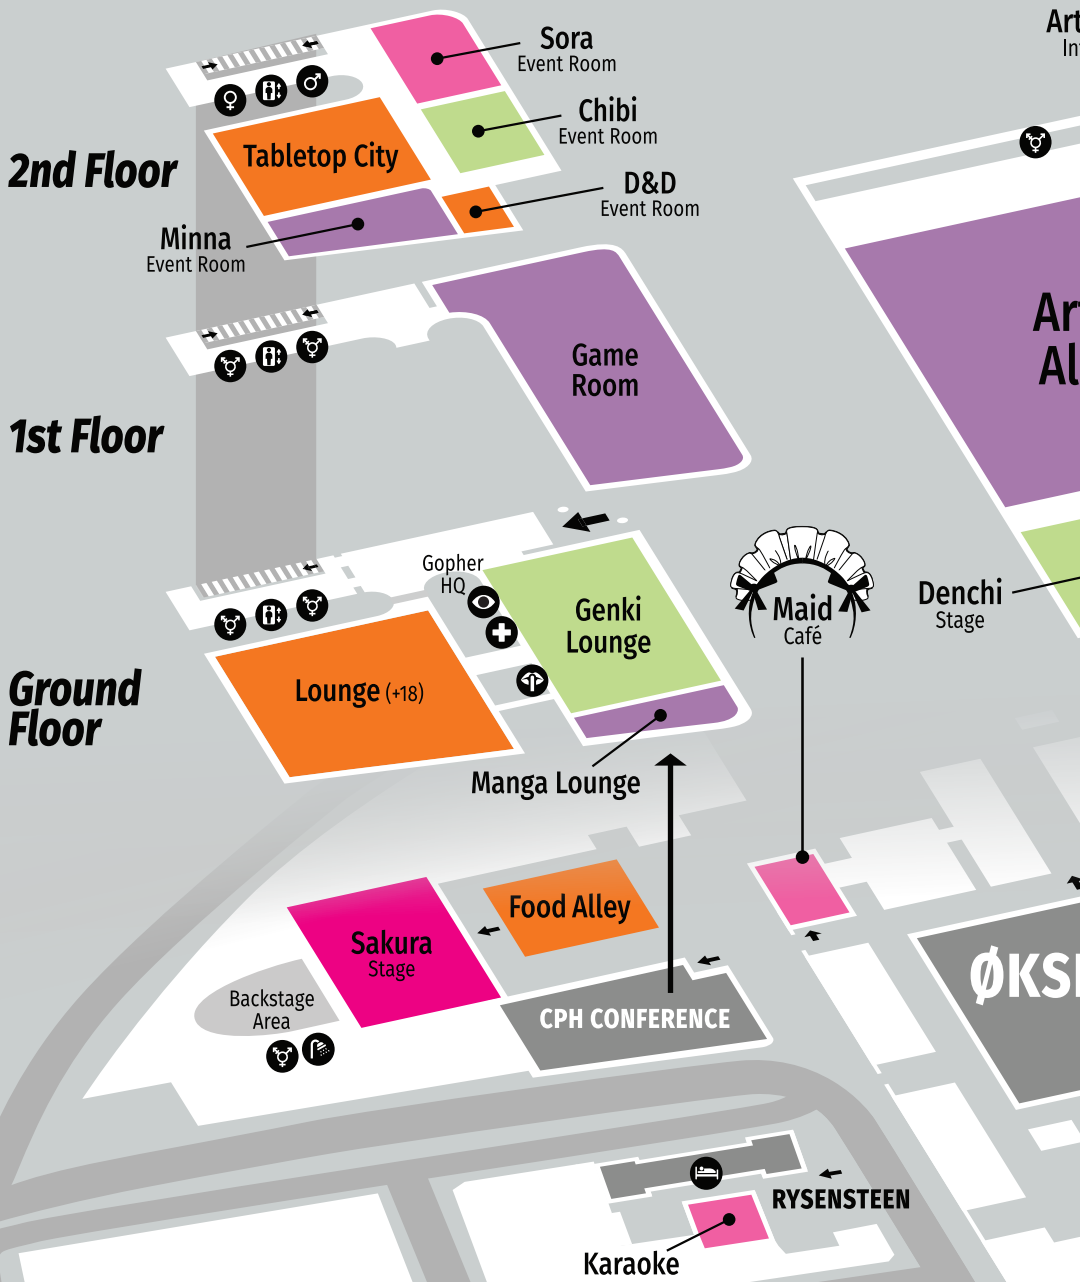 Sora
Event Room
Chibi
Event Room
2nd Floor
Tabletop City
D&D
Event Room
Minna
Event Room
Game
Room
1st Floor
Gopher
HQ
Genki
Lounge
Maid
Café
Denchi
Stage
Ground
Floor
Lounge (+18)
Manga Lounge
Food Alley
Sakura
Stage
Backstage
Area
CPH CONFERENCE
RYSENSTEEN
Karaoke